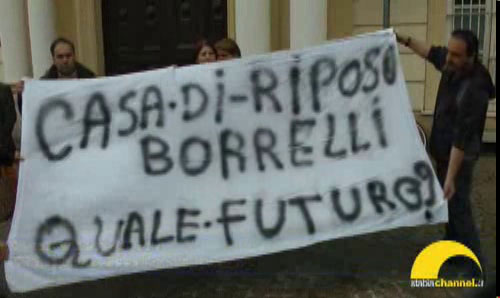 CASA·DI-RIPOSO
BORRELLI
QUALE·FUTURO?
stabiachannel.it